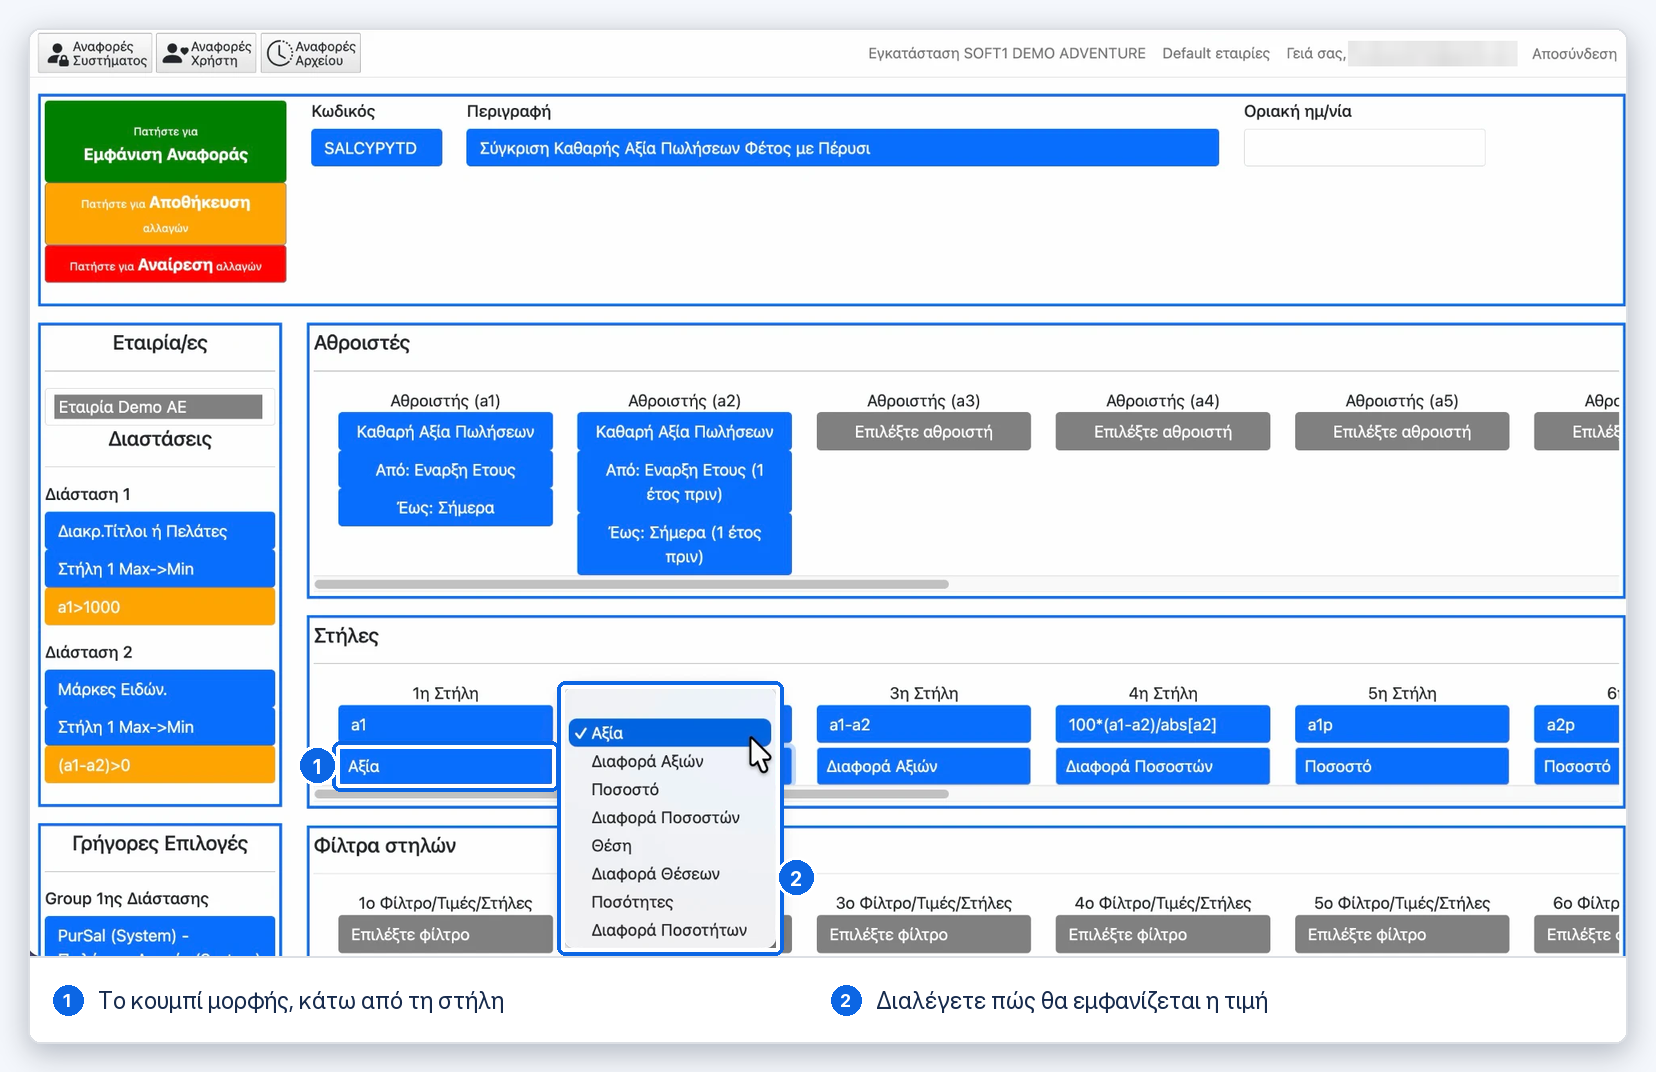 Αναφορές Συστήματος
Αναφορές Χρήστη
Αναφορές Αρχείου
Εγκατάσταση SOFT1 DEMO ADVENTURE
Default εταιρίες
Γειά σας,
Αποσύνδεση
Πατήστε για
Εμφάνιση Αναφοράς
Πατήστε για Αποθήκευση
αλλαγών
Πατήστε για Αναίρεση αλλαγών
Κωδικός
SALCYPYTD
Περιγραφή
Σύγκριση Καθαρής Αξία Πωλήσεων Φέτος με Πέρυσι
Οριακή ημ/νία
Εταιρία/ες
Εταιρία Demo AE
Διαστάσεις
Διάσταση 1
Διακρ.Τίτλοι ή Πελάτες
Στήλη 1 Max->Min
a1>1000
Διάσταση 2
Μάρκες Ειδών.
Στήλη 1 Max->Min
(a1-a2)>0
Γρήγορες Επιλογές
Group 1ης Διάστασης
PurSal (System) -
Αθροιστές
Αθροιστής (a1)
Καθαρή Αξία Πωλήσεων
Από: Εναρξη Ετους
Έως: Σήμερα
Αθροιστής (a2)
Καθαρή Αξία Πωλήσεων
Από: Εναρξη Ετους (1
έτος πριν)
Έως: Σήμερα (1 έτος
πριν)
Αθροιστής (a3)
Επιλέξτε αθροιστή
Αθροιστής (a4)
Επιλέξτε αθροιστή
Αθροιστής (a5)
Επιλέξτε αθροιστή
Στήλες
1η Στήλη
a1
1 Αξία
Αξία
Διαφορά Αξιών
Ποσοστό
Διαφορά Ποσοστών
Θέση
Διαφορά Θέσεων
Ποσότητες
Διαφορά Ποσοτήτων
2
3η Στήλη
a1-a2
Διαφορά Αξιών
4η Στήλη
100*(a1-a2)/abs[a2]
Διαφορά Ποσοστών
5η Στήλη
a1p
Ποσοστό
a2p
Ποσοστό
Φίλτρα στηλών
1ο Φίλτρο/Τιμές/Στήλες
Επιλέξτε φίλτρο
3ο Φίλτρο/Τιμές/Στήλες
Επιλέξτε φίλτρο
4ο Φίλτρο/Τιμές/Στήλες
Επιλέξτε φίλτρο
5ο Φίλτρο/Τιμές/Στήλες
Επιλέξτε φίλτρο
1 Το κουμπί μορφής, κάτω από τη στήλη
2 Διαλέγετε πώς θα εμφανίζεται η τιμή